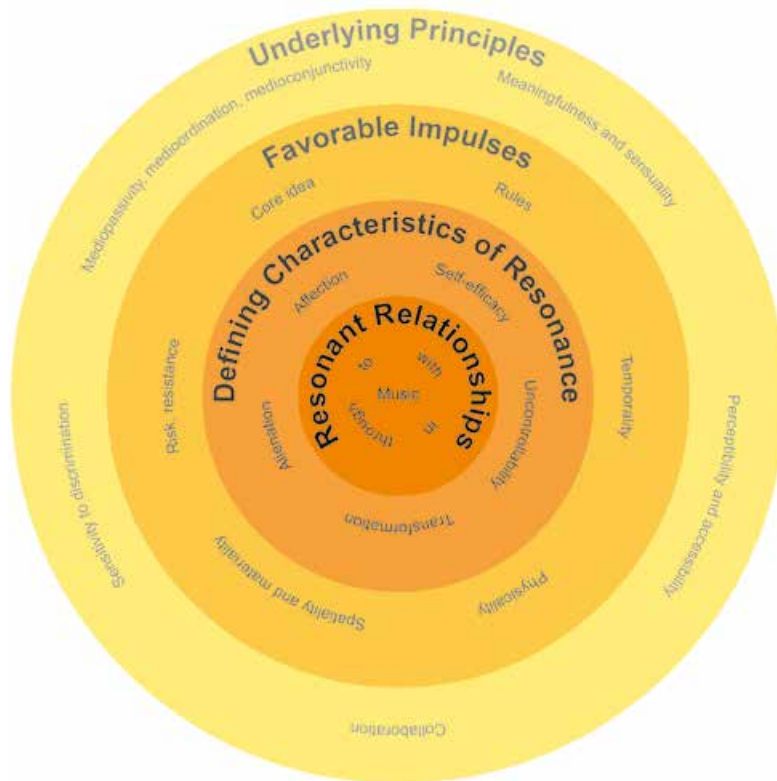 Underlying Principles
Mediopassivity, medioordination, medioconjunctivity
Meaningfulness and sensuality
Perceptibility and accessibility
Collaboration
Sensitivity to discrimination
Favorable Impulses
Core idea
Rules
Temporality
Physicality
Spatiality and materiality
Risk, resistance
Defining Characteristics of Resonance
Affection
Self-efficacy
Uncontrollability
Transformation
Alienation
Resonant Relationships
to
with
in
through
Music